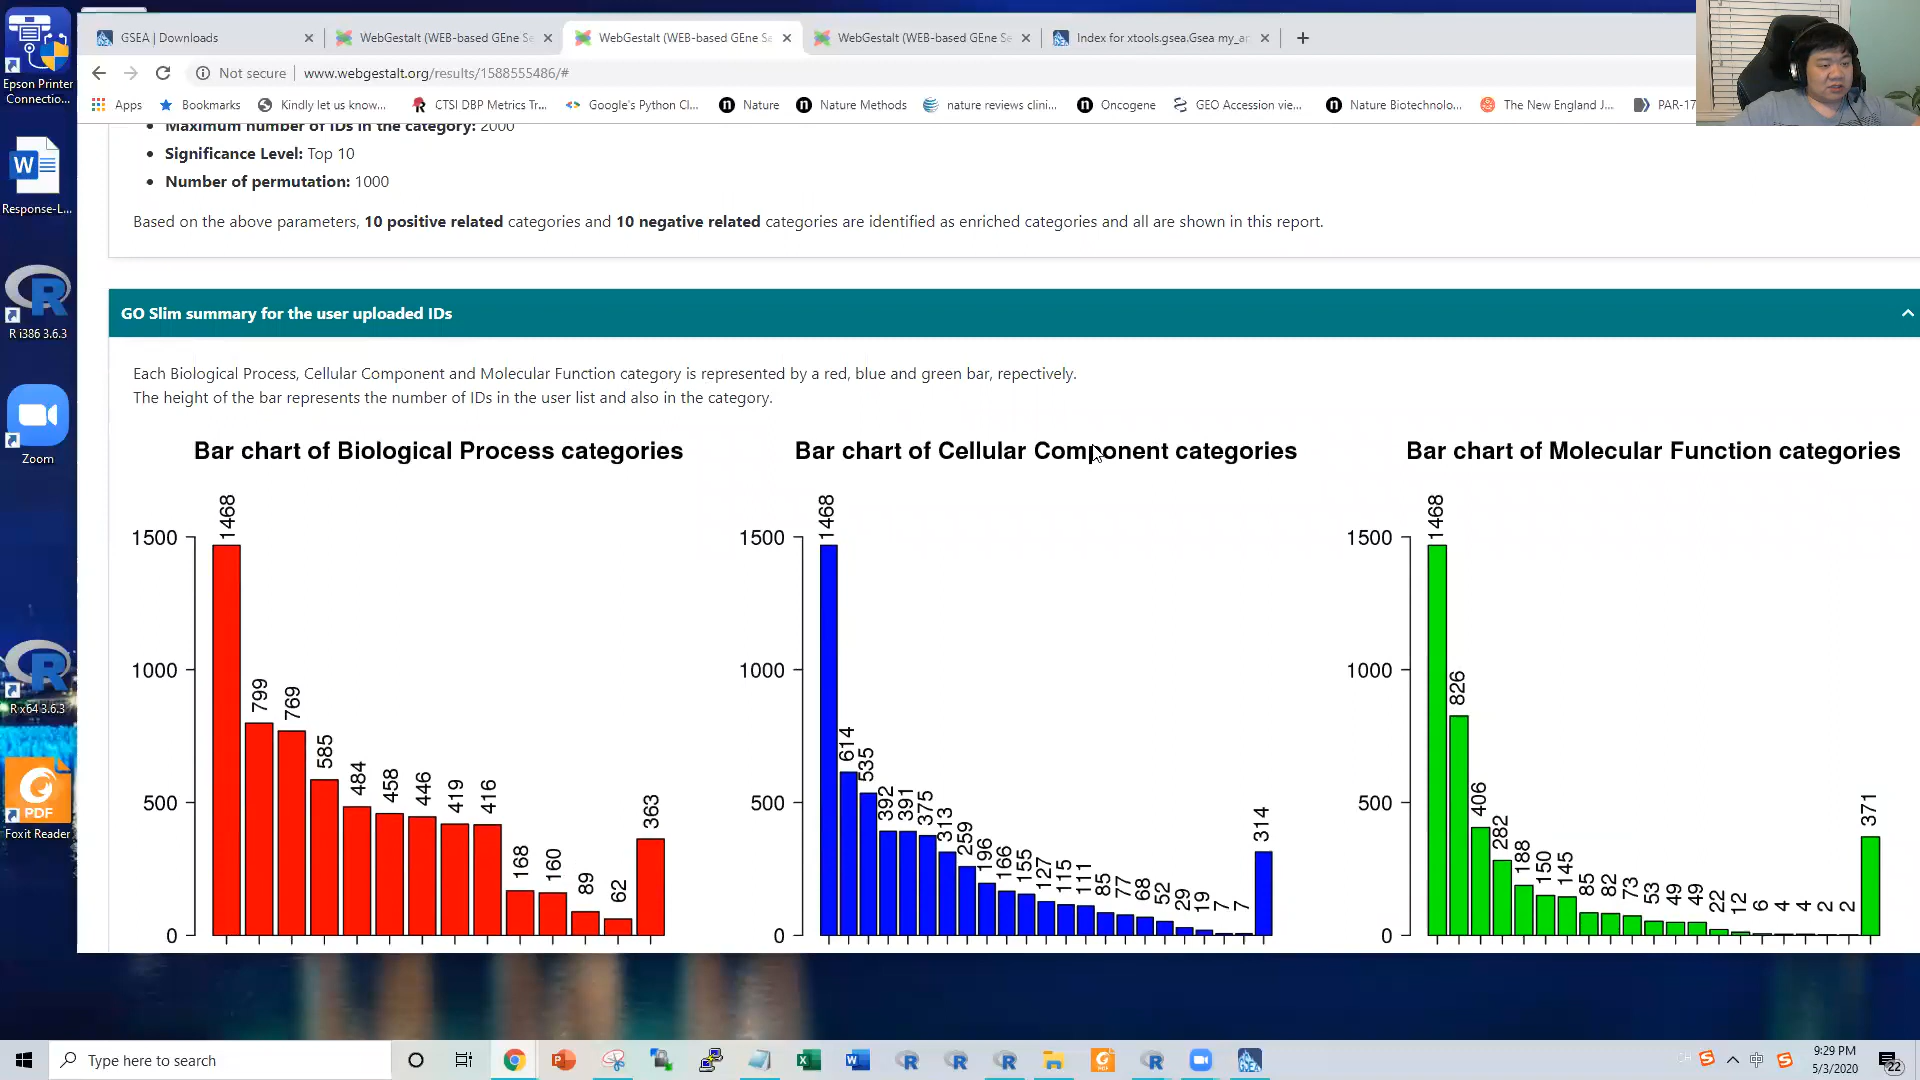 GSEA | Downloads
WebGestalt (WEB-based GEne
WebGestalt (WEB-based GEne Se
WebGestalt (WEB-based GEne Se
Index for xtools.gsea.Gsea my_
Not secure
www.webgestalt.org/results/1588555486/#
Apps
Bookmarks
Kindly let us know...
CTSI DBP Metrics Tr...
Google's Python Cl...
Nature
Nature Methods
nature reviews clini...
Oncogene
GEO Accession vie...
Nature Biotechnolo...
The New England J...
PAR-17
Maximum number of IDs in the category: 2000
Significance Level: Top 10
Number of permutation: 1000
Based on the above parameters, 10 positive related categories and 10 negative related categories are identified as enriched categories and all are shown in this report.
GO Slim summary for the user uploaded IDs
Each Biological Process, Cellular Component and Molecular Function category is represented by a red, blue and green bar, repectively.
The height of the bar represents the number of IDs in the user list and also in the category.
Bar chart of Biological Process categories
1500
1000
500
0
1468
799
769
585
484
458
446
419
416
168
160
89
62
363
Bar chart of Cellular Component categories
1500
1000
500
0
1468
614
535
392
391
375
313
259
196
166
155
127
115
111
85
77
68
52
29
19
7
7
314
Bar chart of Molecular Function categories
1500
1000
500
0
1468
826
406
282
188
150
145
85
82
73
53
49
49
22
12
6
4
4
2
2
371
Epson Printer
Connectio...
Response-L...
R i386 3.6.3
Zoom
R x64 3.6.3
PDF
Foxit Reader
Type here to search
中
9:29 PM
5/3/2020
22